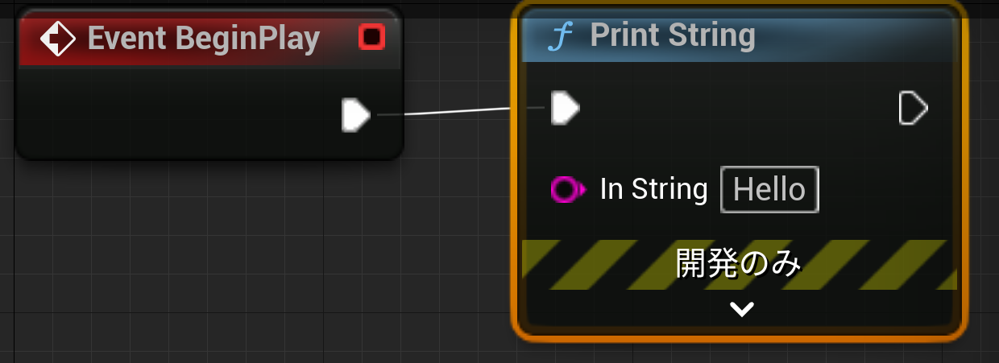 Event BeginPlay
Print String
In String Hello
開発のみ